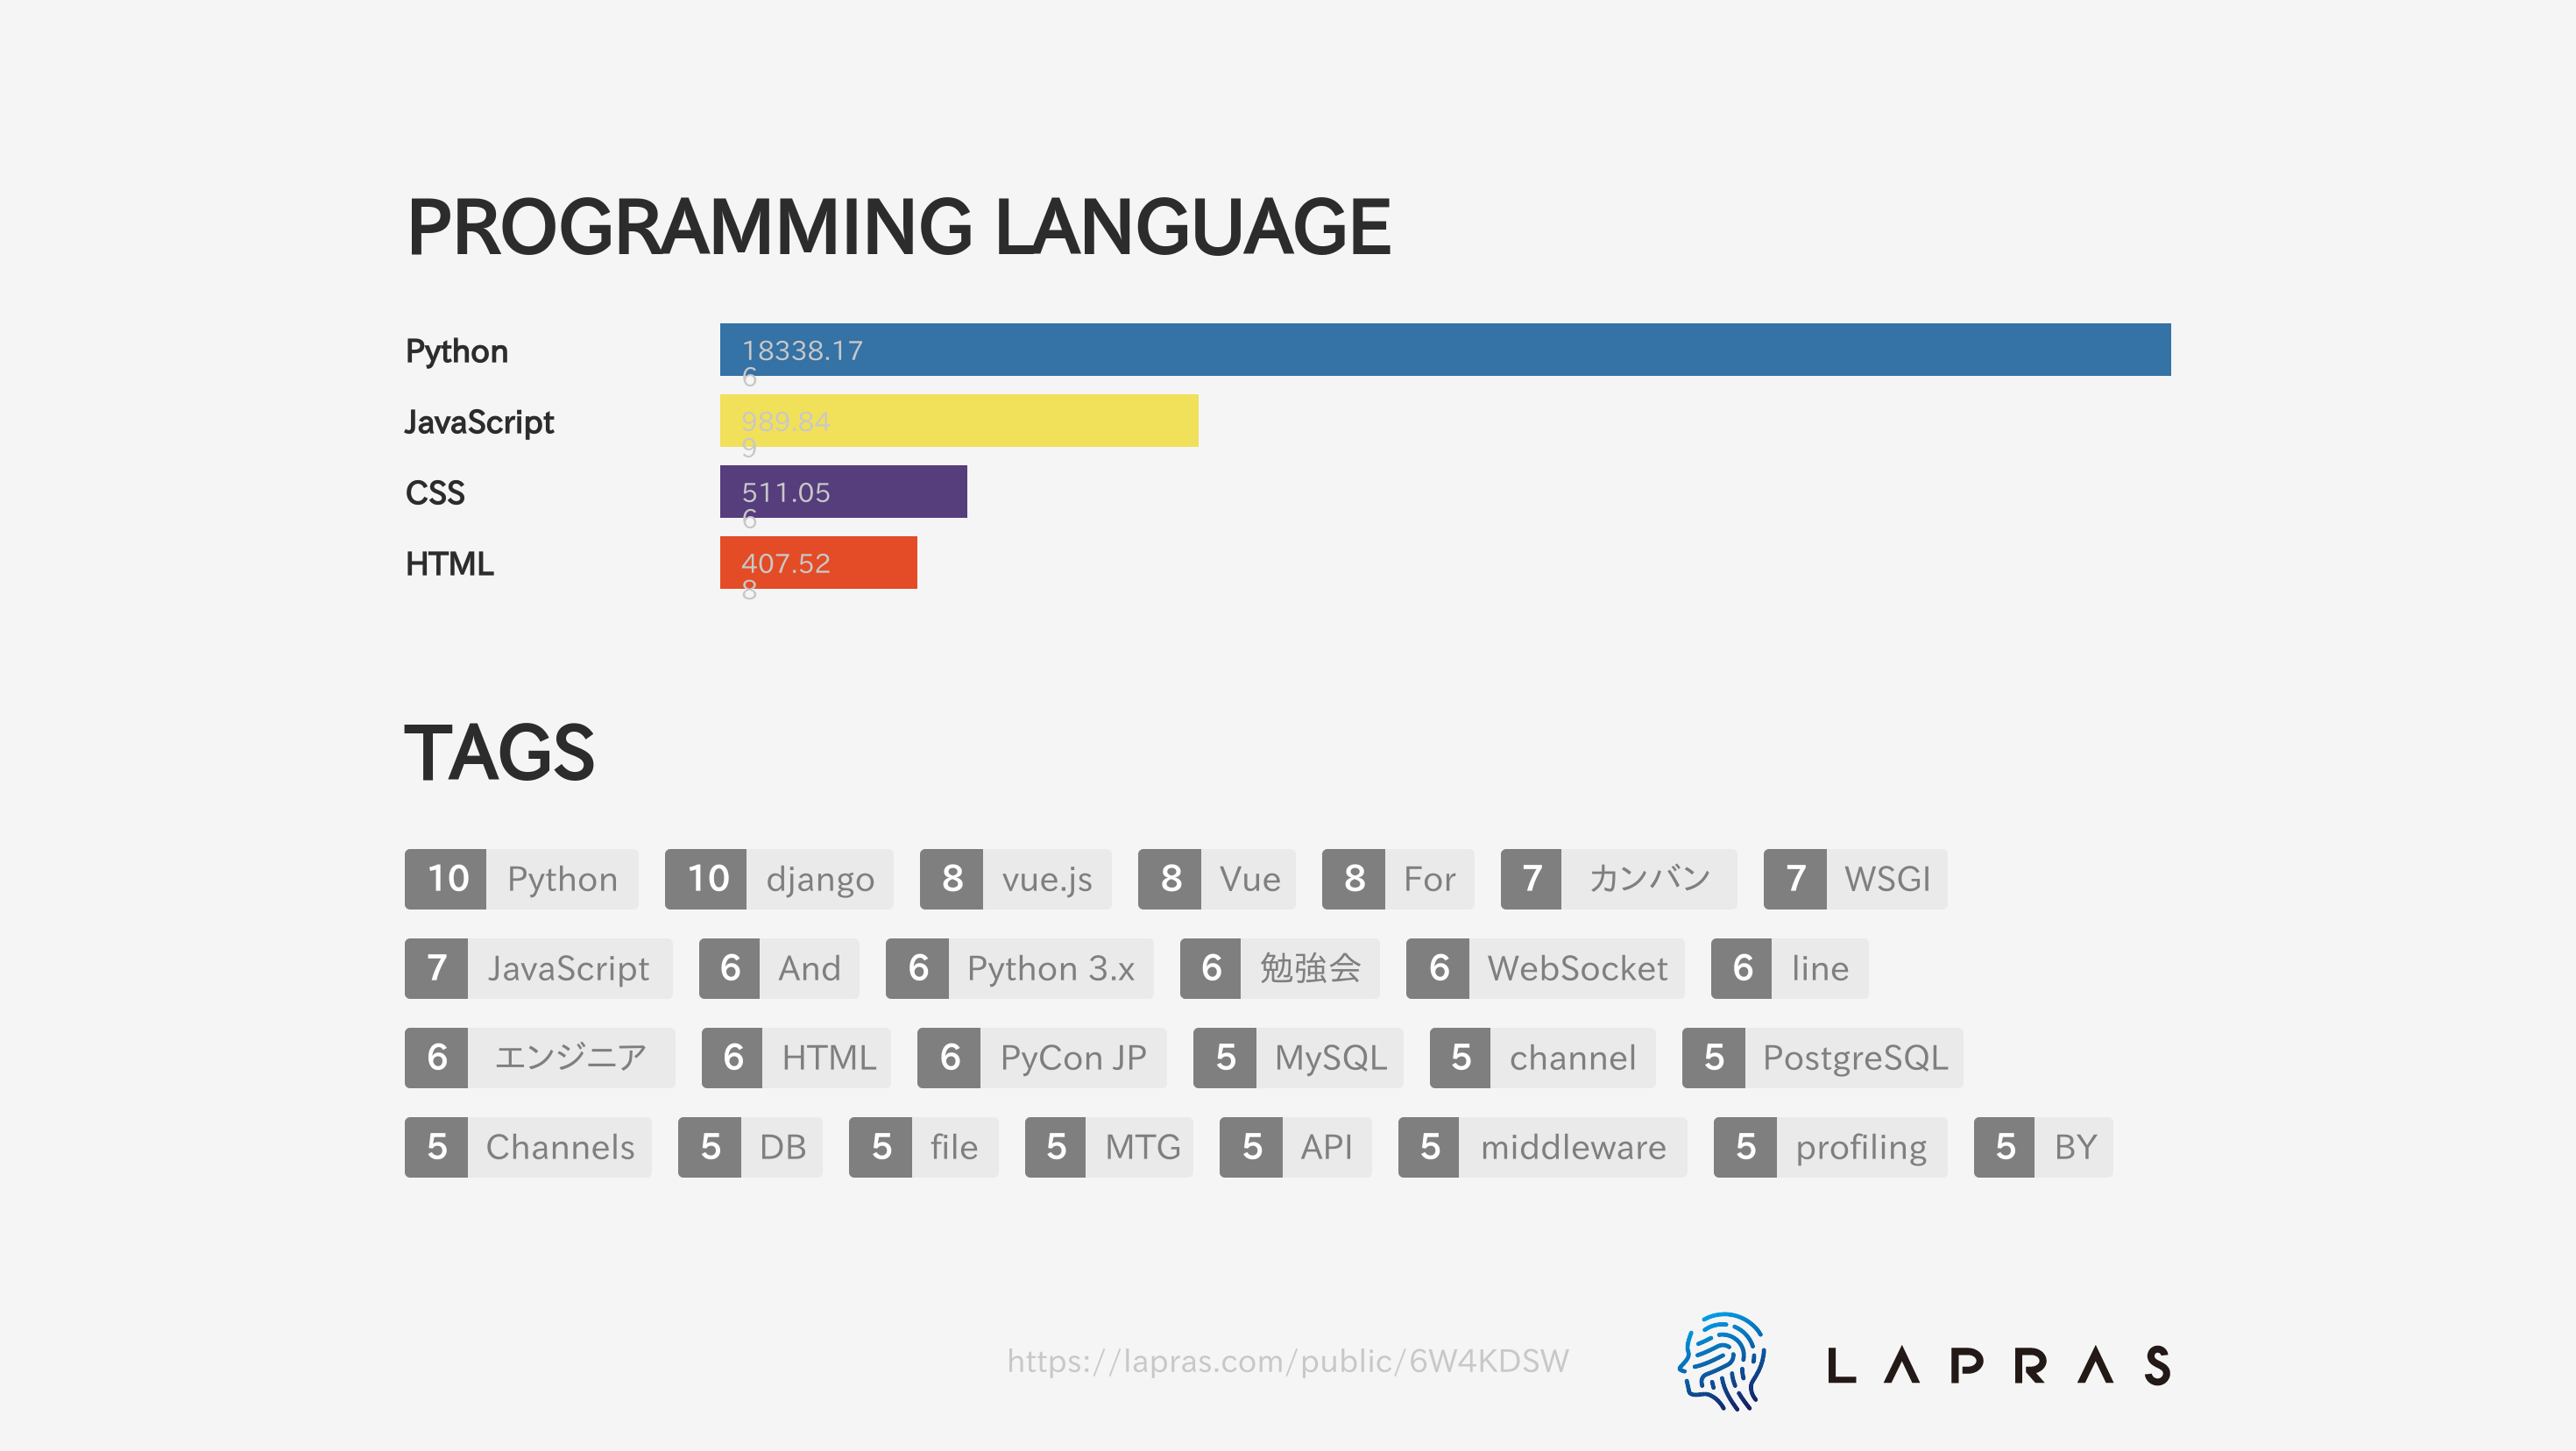 PROGRAMMING LANGUAGE
Python 18338.17
6
JavaScript 989.84
9
CSS 511.05
6
HTML 407.52
8
TAGS
10 Python 10 django 8 vue.js 8 Vue 8 For 7 カンバン 7 WSGI
7 JavaScript 6 And 6 Python 3.x 6 勉強会 6 WebSocket 6 line
6 エンジニア 6 HTML 6 PyCon JP 5 MySQL 5 channel 5 PostgreSQL
5 Channels 5 DB 5 file 5 MTG 5 API 5 middleware 5 profiling 5 BY
https://lapras.com/public/6W4KDSW LAPRAS